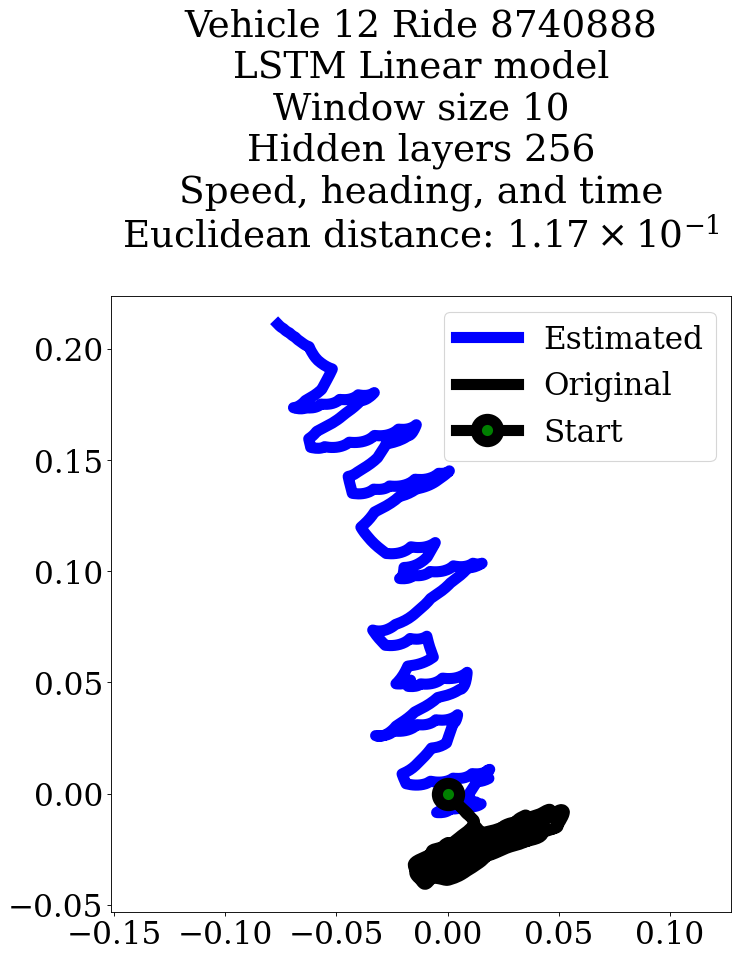 Vehicle 12 Ride 8740888
LSTM Linear model
Window size 10
Hidden layers 256
Speed, heading, and time
Euclidean distance: 1.17 × 10⁻¹
Estimated
Original
Start
0.20
0.15
0.10
0.05
0.00
−0.05
−0.15 −0.10 −0.05 0.00 0.05 0.10